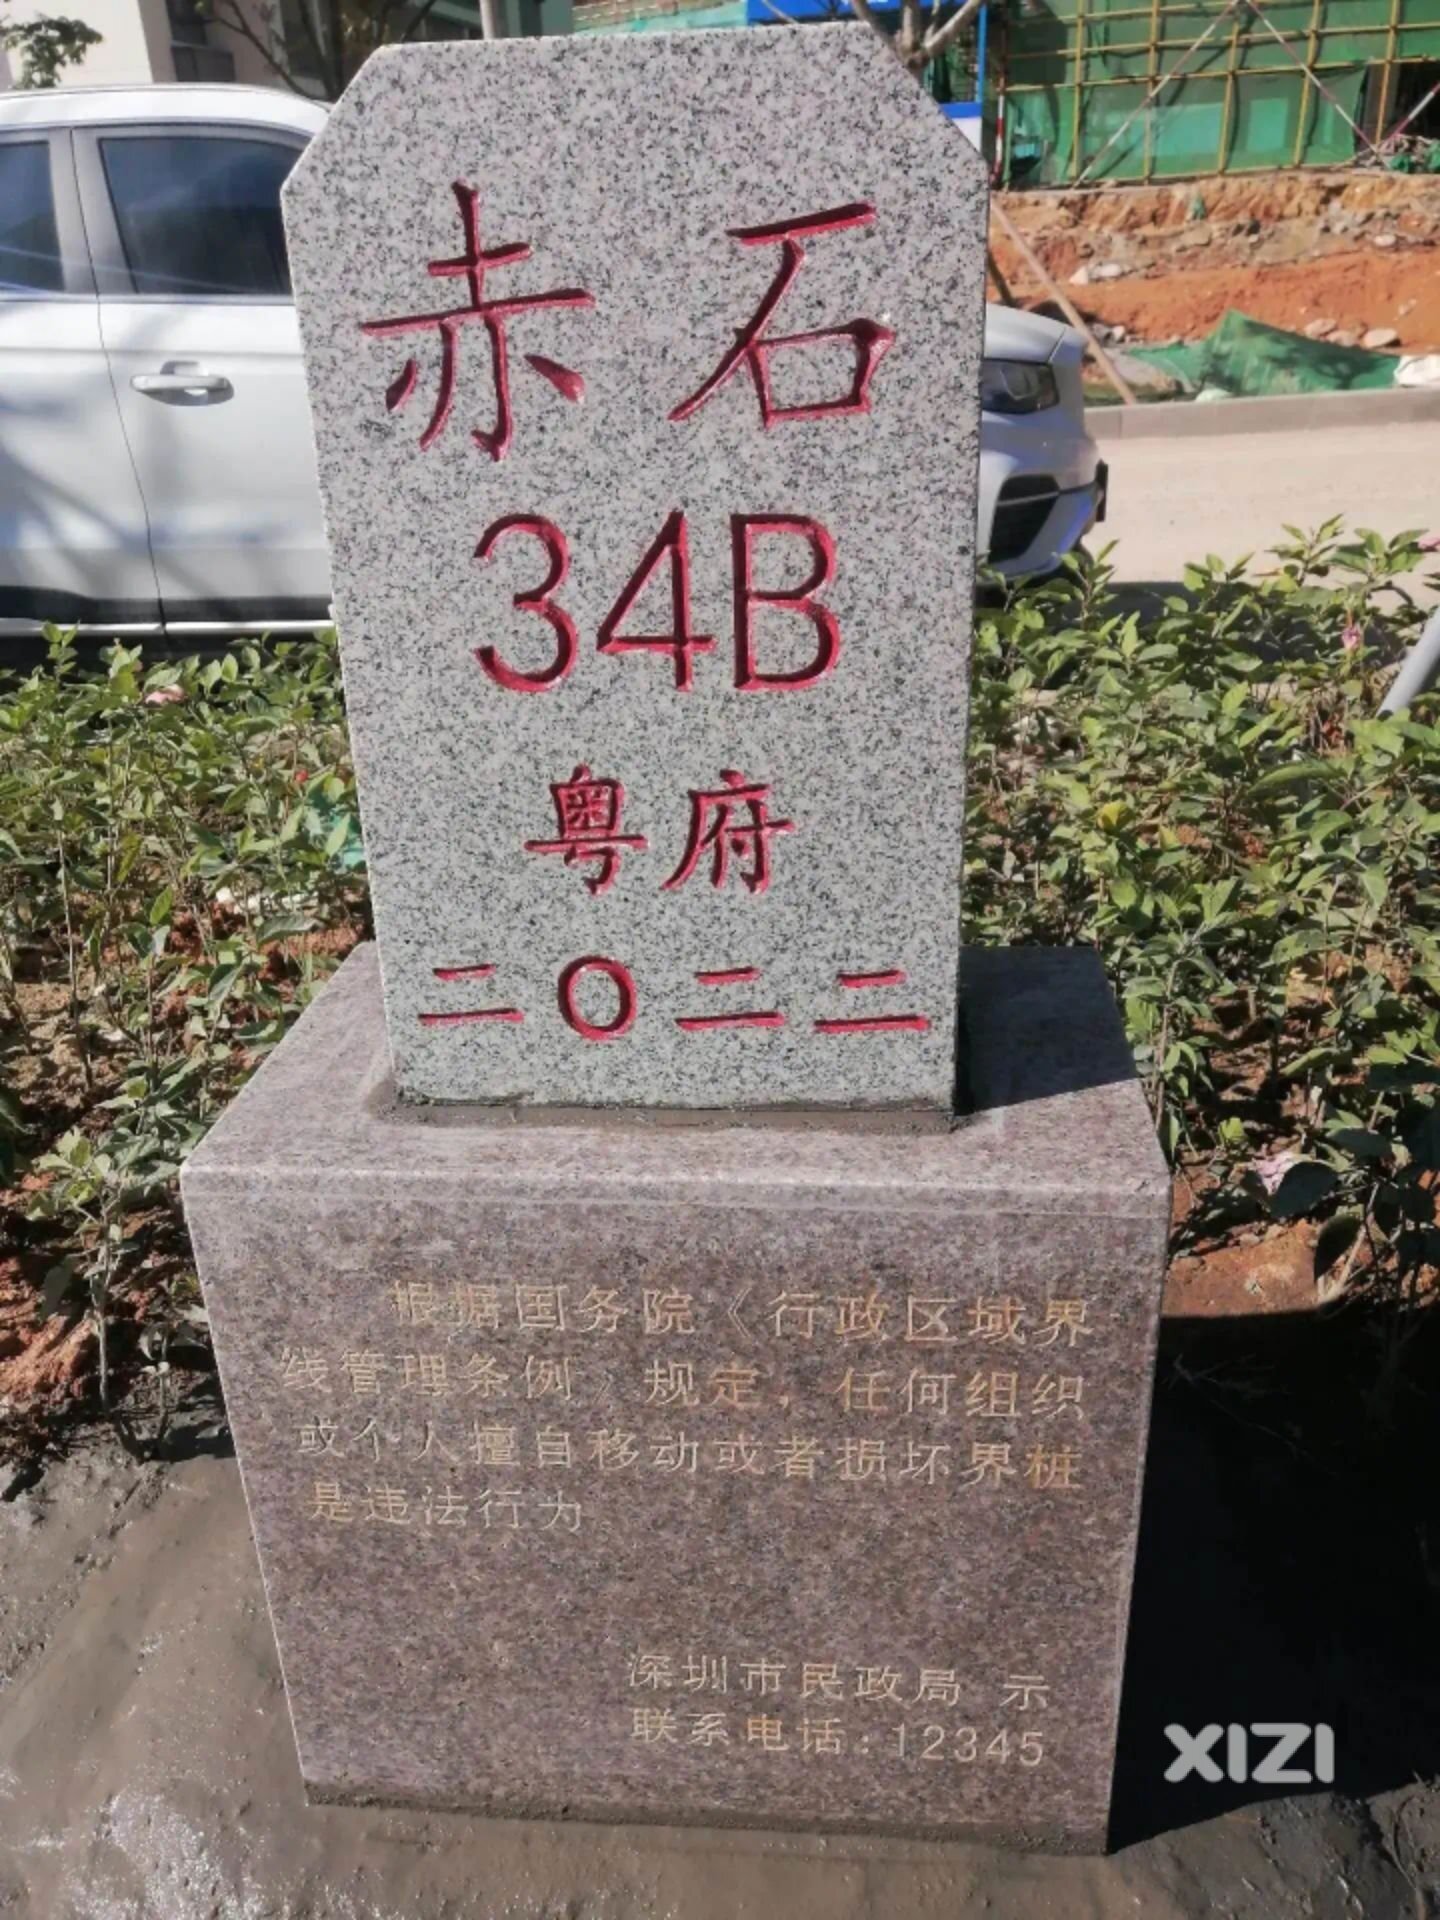 赤石
34B
粤府
二〇二二
根据国务院《行政区域界
线管理条例》规定，任何组织
或个人擅自移动或者损坏界桩
是违法行为
深圳市民政局 示
联系电话:12345
XIZI